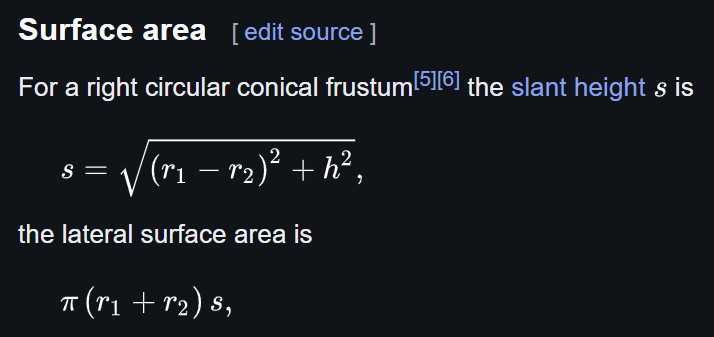 Surface area [ edit source ]
For a right circular conical frustum[5][6] the slant height s is
s = √((r₁ − r₂)² + h²),
the lateral surface area is
π (r₁ + r₂) s,